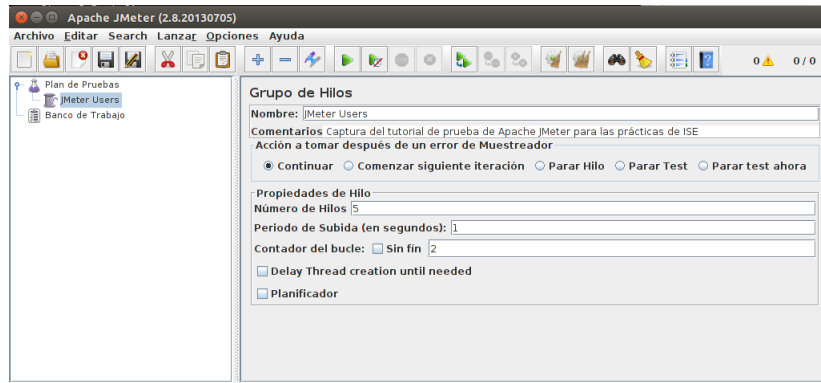 Apache JMeter (2.8.20130705)
Archivo Editar Search Lanzar Opciones Ayuda
0 0 / 0
Plan de Pruebas
JMeter Users
Banco de Trabajo
Grupo de Hilos
Nombre: JMeter Users
Comentarios Captura del tutorial de prueba de Apache JMeter para las prácticas de ISE
Acción a tomar después de un error de Muestreador
Continuar Comenzar siguiente iteración Parar Hilo Parar Test Parar test ahora
Propiedades de Hilo
Número de Hilos 5
Periodo de Subida (en segundos): 1
Contador del bucle: Sin fín 2
Delay Thread creation until needed
Planificador